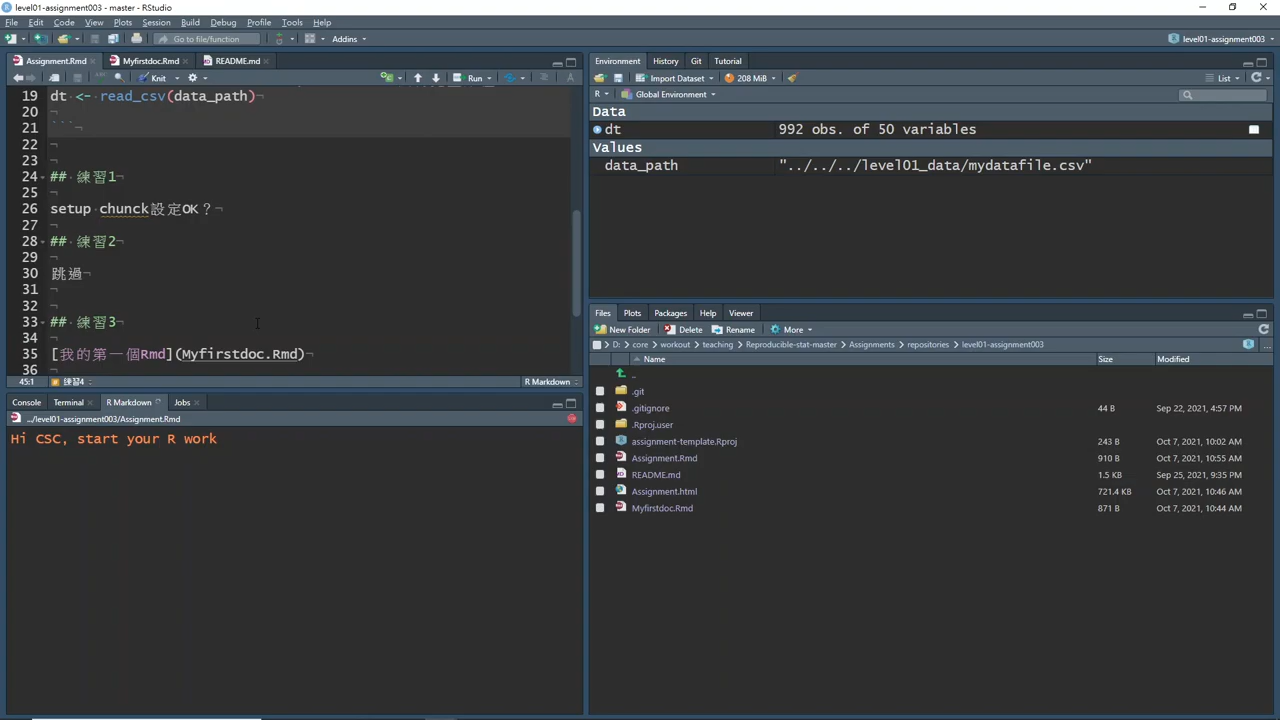 level01-assignment003 - master - RStudio
File Edit Code View Plots Session Build Debug Profile Tools Help
Go to file/function Addins level01-assignment003
Assignment.Rmd Myfirstdoc.Rmd README.md
Knit Run
19 dt <- read_csv(data_path)¬
20 ¬
21 ```¬
22 ¬
23 ¬
24 ## 練習1¬
25 ¬
26 setup chunck設定OK？¬
27 ¬
28 ## 練習2¬
29 ¬
30 跳過¬
31 ¬
32 ¬
33 ## 練習3¬
34 ¬
35 [我的第一個Rmd](Myfirstdoc.Rmd)¬
36 ¬
45:1 練習4 R Markdown
Console Terminal R Markdown Jobs
.../level01-assignment003/Assignment.Rmd
Hi CSC, start your R work
Environment History Git Tutorial
Import Dataset 208 MiB List
R Global Environment
Data
dt 992 obs. of 50 variables
Values
data_path "../../../level01_data/mydatafile.csv"
Files Plots Packages Help Viewer
New Folder Delete Rename More
D: core workout teaching Reproducible-stat-master Assignments repositories level01-assignment003 ...
Name Size Modified
..
.git
.gitignore 44 B Sep 22, 2021, 4:57 PM
.Rproj.user
assignment-template.Rproj 243 B Oct 7, 2021, 10:02 AM
Assignment.Rmd 910 B Oct 7, 2021, 10:55 AM
README.md 1.5 KB Sep 25, 2021, 9:35 PM
Assignment.html 721.4 KB Oct 7, 2021, 10:46 AM
Myfirstdoc.Rmd 871 B Oct 7, 2021, 10:44 AM